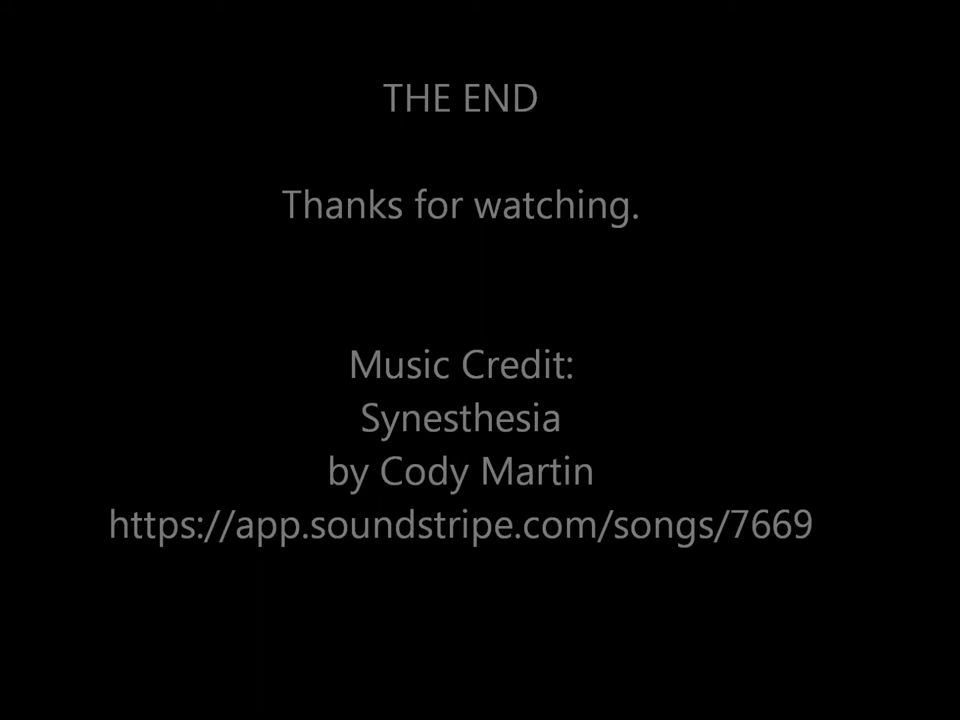 THE END
Thanks for watching.
Music Credit:
Synesthesia
by Cody Martin
https://app.soundstripe.com/songs/7669